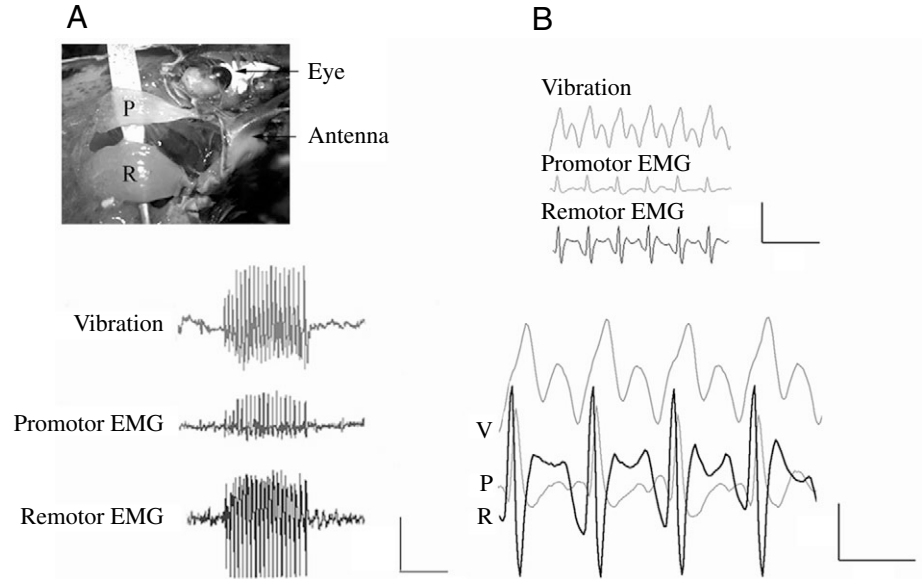 A
P
R
Eye
Antenna
Vibration
Promotor EMG
Remotor EMG
B
Vibration
Promotor EMG
Remotor EMG
V
P
R